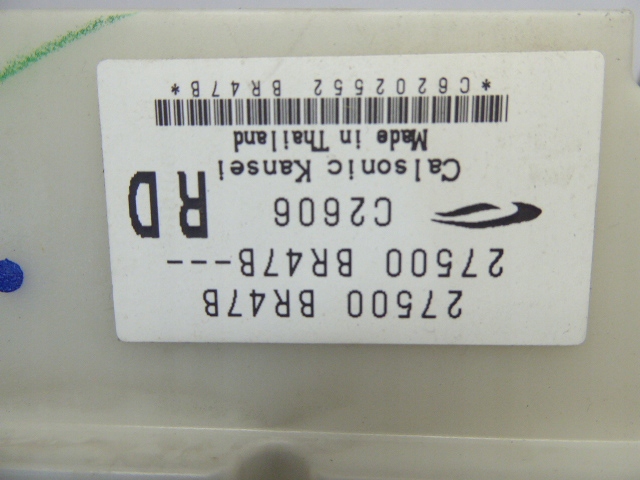 27500 BR47B
27500 BR47B---
C2606
RD
Calsonic Kansei
Made in Thailand
*C6202552 BR47B*